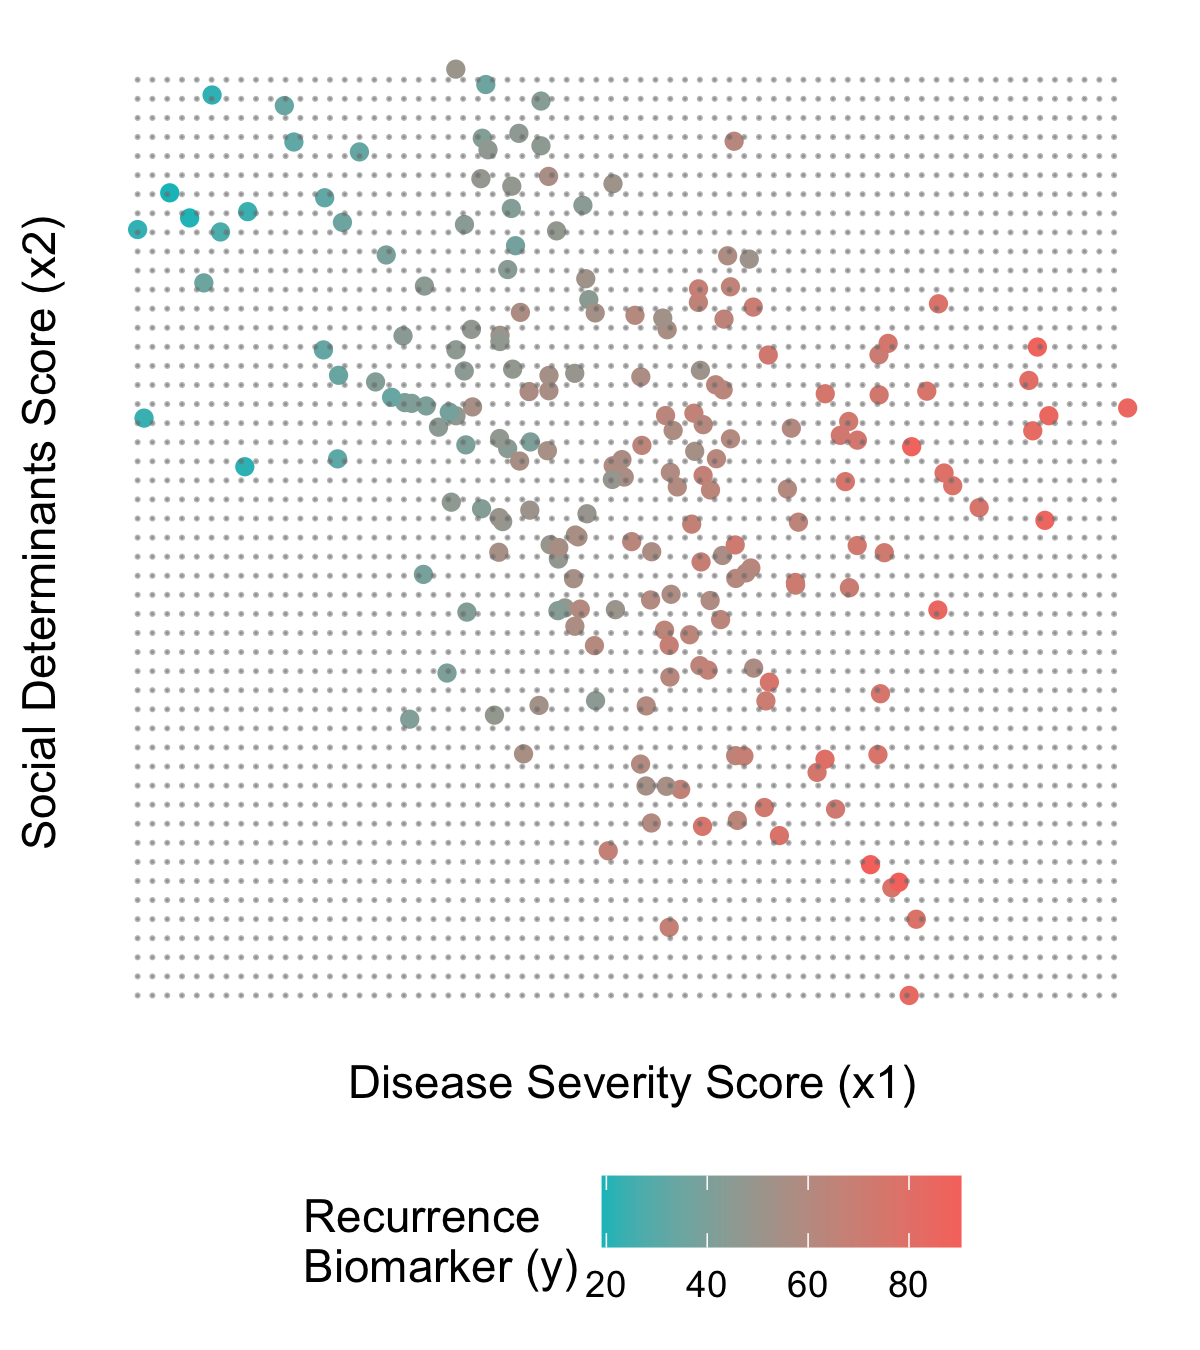 Social Determinants Score (x2)
Disease Severity Score (x1)
Recurrence
Biomarker (y)
20 40 60 80